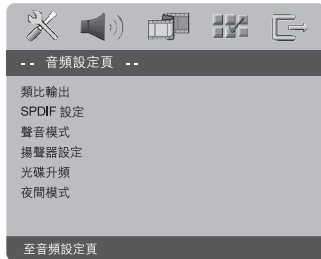 -- 音頻設定頁 --
類比輸出
SPDIF 設定
聲音模式
揚聲器設定
光碟升頻
夜間模式
至音頻設定頁